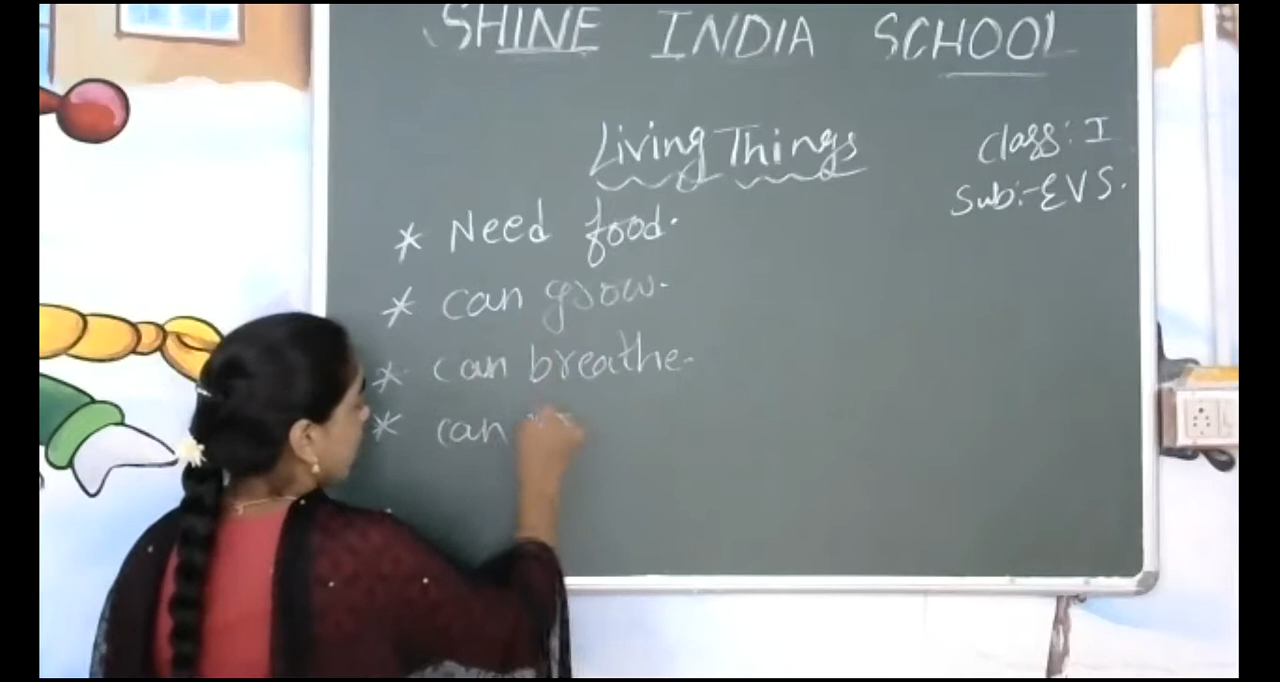 SHINE INDIA SCHOOL
Living Things
Class: I
Sub:- EVS.
* Need food.
* can grow.
* can breathe.
* can